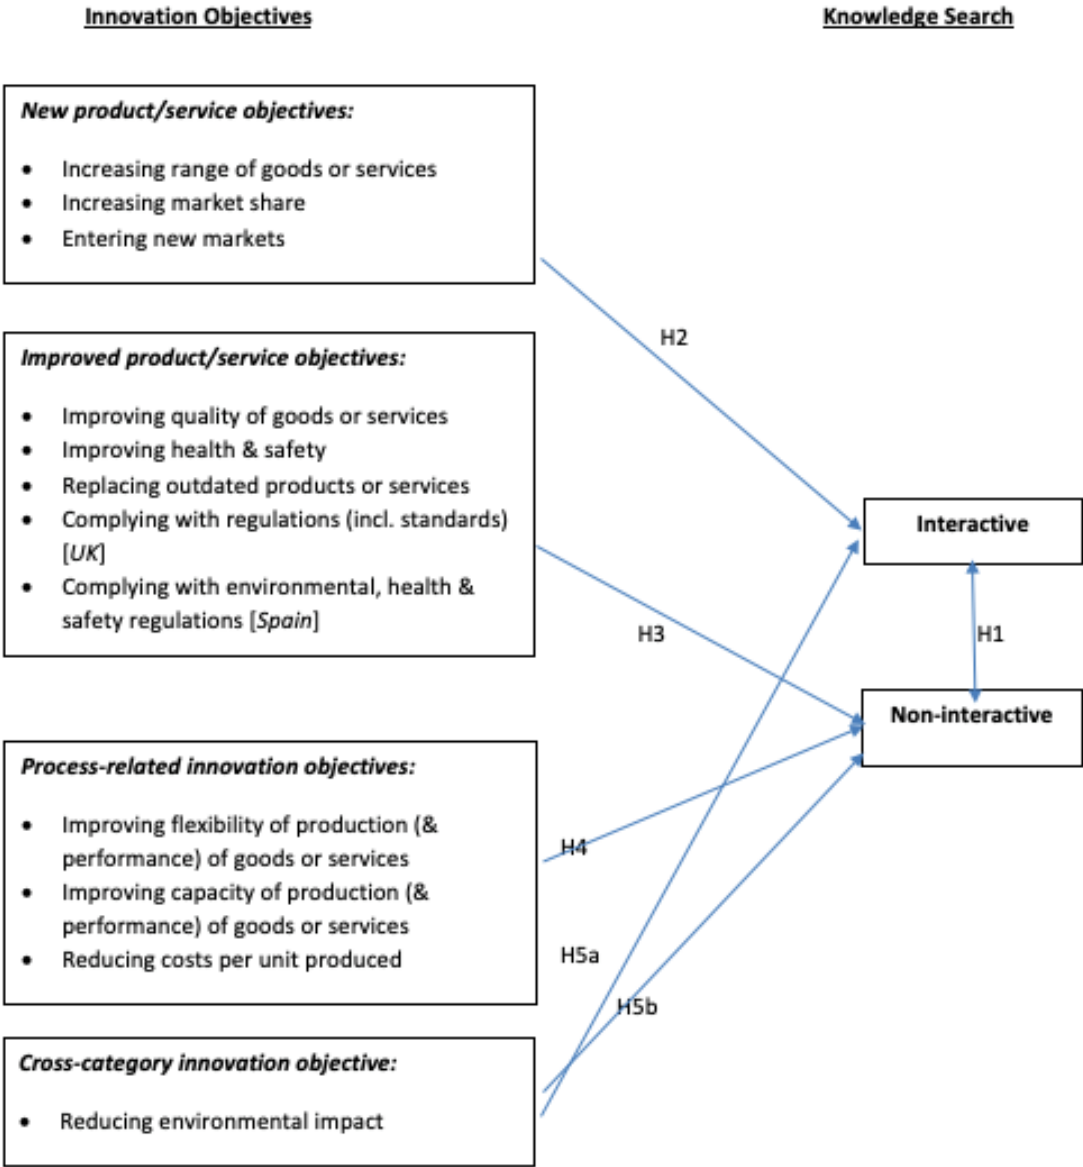 Innovation Objectives
Knowledge Search
New product/service objectives:
• Increasing range of goods or services
• Increasing market share
• Entering new markets
H2
Improved product/service objectives:
• Improving quality of goods or services
• Improving health & safety
• Replacing outdated products or services
• Complying with regulations (incl. standards)
[UK]
• Complying with environmental, health &
safety regulations [Spain]
Interactive
H3
H1
Non-interactive
Process-related innovation objectives:
• Improving flexibility of production (&
performance) of goods or services
• Improving capacity of production (&
performance) of goods or services
• Reducing costs per unit produced
H4
H5a
H5b
Cross-category innovation objective:
• Reducing environmental impact